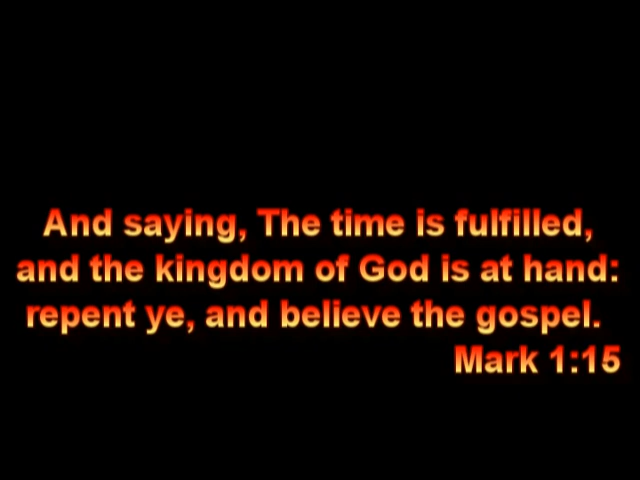 And saying, The time is fulfilled,
and the kingdom of God is at hand:
repent ye, and believe the gospel.
Mark 1:15